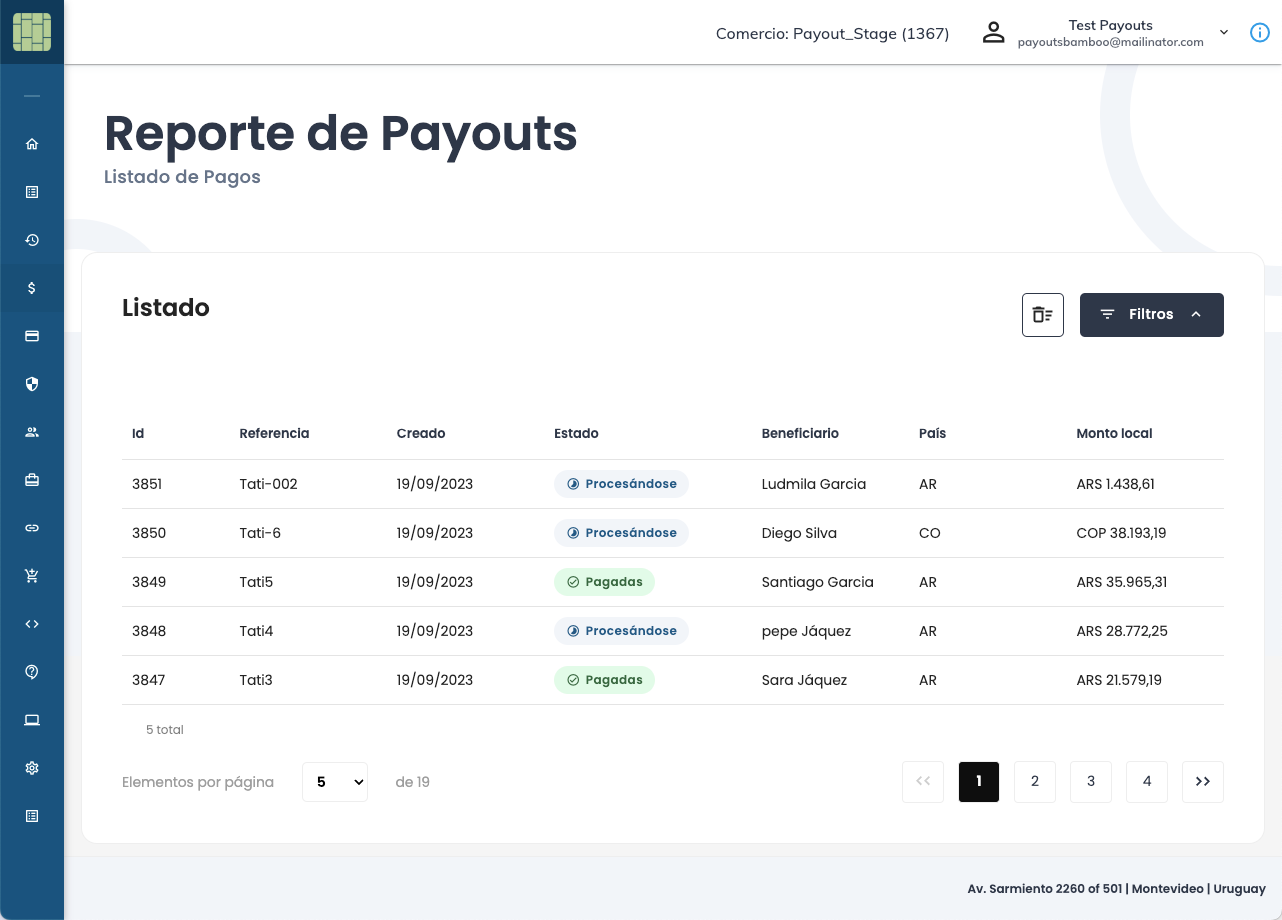 Comercio: Payout_Stage (1367)
Test Payouts
payoutsbamboo@mailinator.com
Reporte de Payouts
Listado de Pagos
Listado
Filtros
Id Referencia Creado Estado Beneficiario País Monto local
3851 Tati-002 19/09/2023 Procesándose Ludmila Garcia AR ARS 1.438,61
3850 Tati-6 19/09/2023 Procesándose Diego Silva CO COP 38.193,19
3849 Tati5 19/09/2023 Pagadas Santiago Garcia AR ARS 35.965,31
3848 Tati4 19/09/2023 Procesándose pepe Jáquez AR ARS 28.772,25
3847 Tati3 19/09/2023 Pagadas Sara Jáquez AR ARS 21.579,19
5 total
Elementos por página 5 de 19 << 1 2 3 4 >>
Av. Sarmiento 2260 of 501 | Montevideo | Uruguay